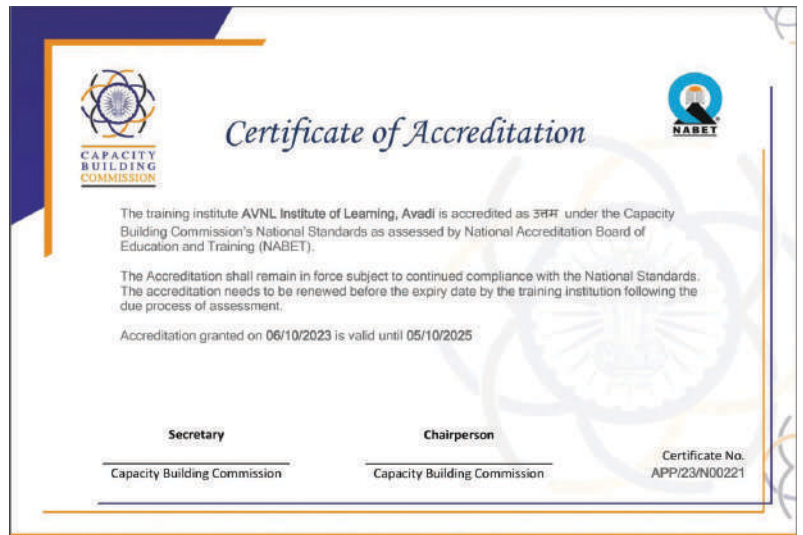 CAPACITY
BUILDING
COMMISSION
Certificate of Accreditation
NABET
The training institute AVNL Institute of Learning, Avadi is accredited as उत्तम under the Capacity
Building Commission's National Standards as assessed by National Accreditation Board of
Education and Training (NABET).
The Accreditation shall remain in force subject to continued compliance with the National Standards.
The accreditation needs to be renewed before the expiry date by the training institution following the
due process of assessment.
Accreditation granted on 06/10/2023 is valid until 05/10/2025
Secretary
Capacity Building Commission
Chairperson
Capacity Building Commission
Certificate No.
APP/23/N00221